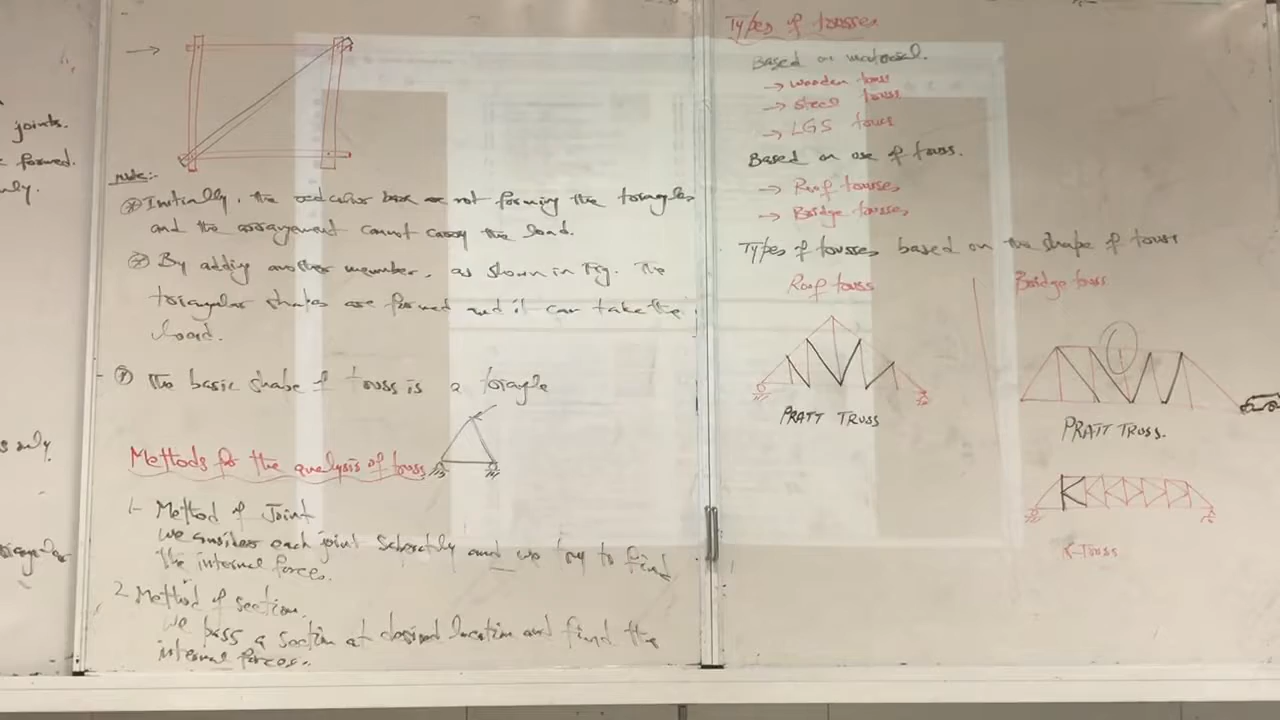 joints.
formed.
only.
Note:-
Initially, the red color bars are not forming the triangles
and the arrangement cannot carry the load.
By adding another member, as shown in Fig. The
triangular shapes are formed and it can take the
load.
The basic shape of truss is a triangle
Methods for the analysis of truss
1- Method of Joint
we consider each joint seperatly and we try to find
the internal forces.
2- Method of section.
We pass a section at desired location and find the
internal forces.
Types of trusses
Based on material.
→ wooden truss
→ Steel truss
→ LGS truss
Based on use of truss.
→ Roof trusses
→ Bridge trusses
Types of trusses based on the shape of truss
Roof truss
Bridge truss
PRATT TRUSS
PRATT TRUSS.
K-Truss